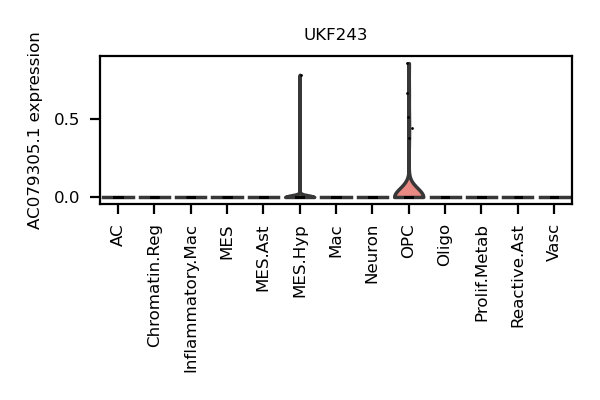 UKF243
AC079305.1 expression
0.5
0.0
AC
Chromatin.Reg
Inflammatory.Mac
MES
MES.Ast
MES.Hyp
Mac
Neuron
OPC
Oligo
Prolif.Metab
Reactive.Ast
Vasc